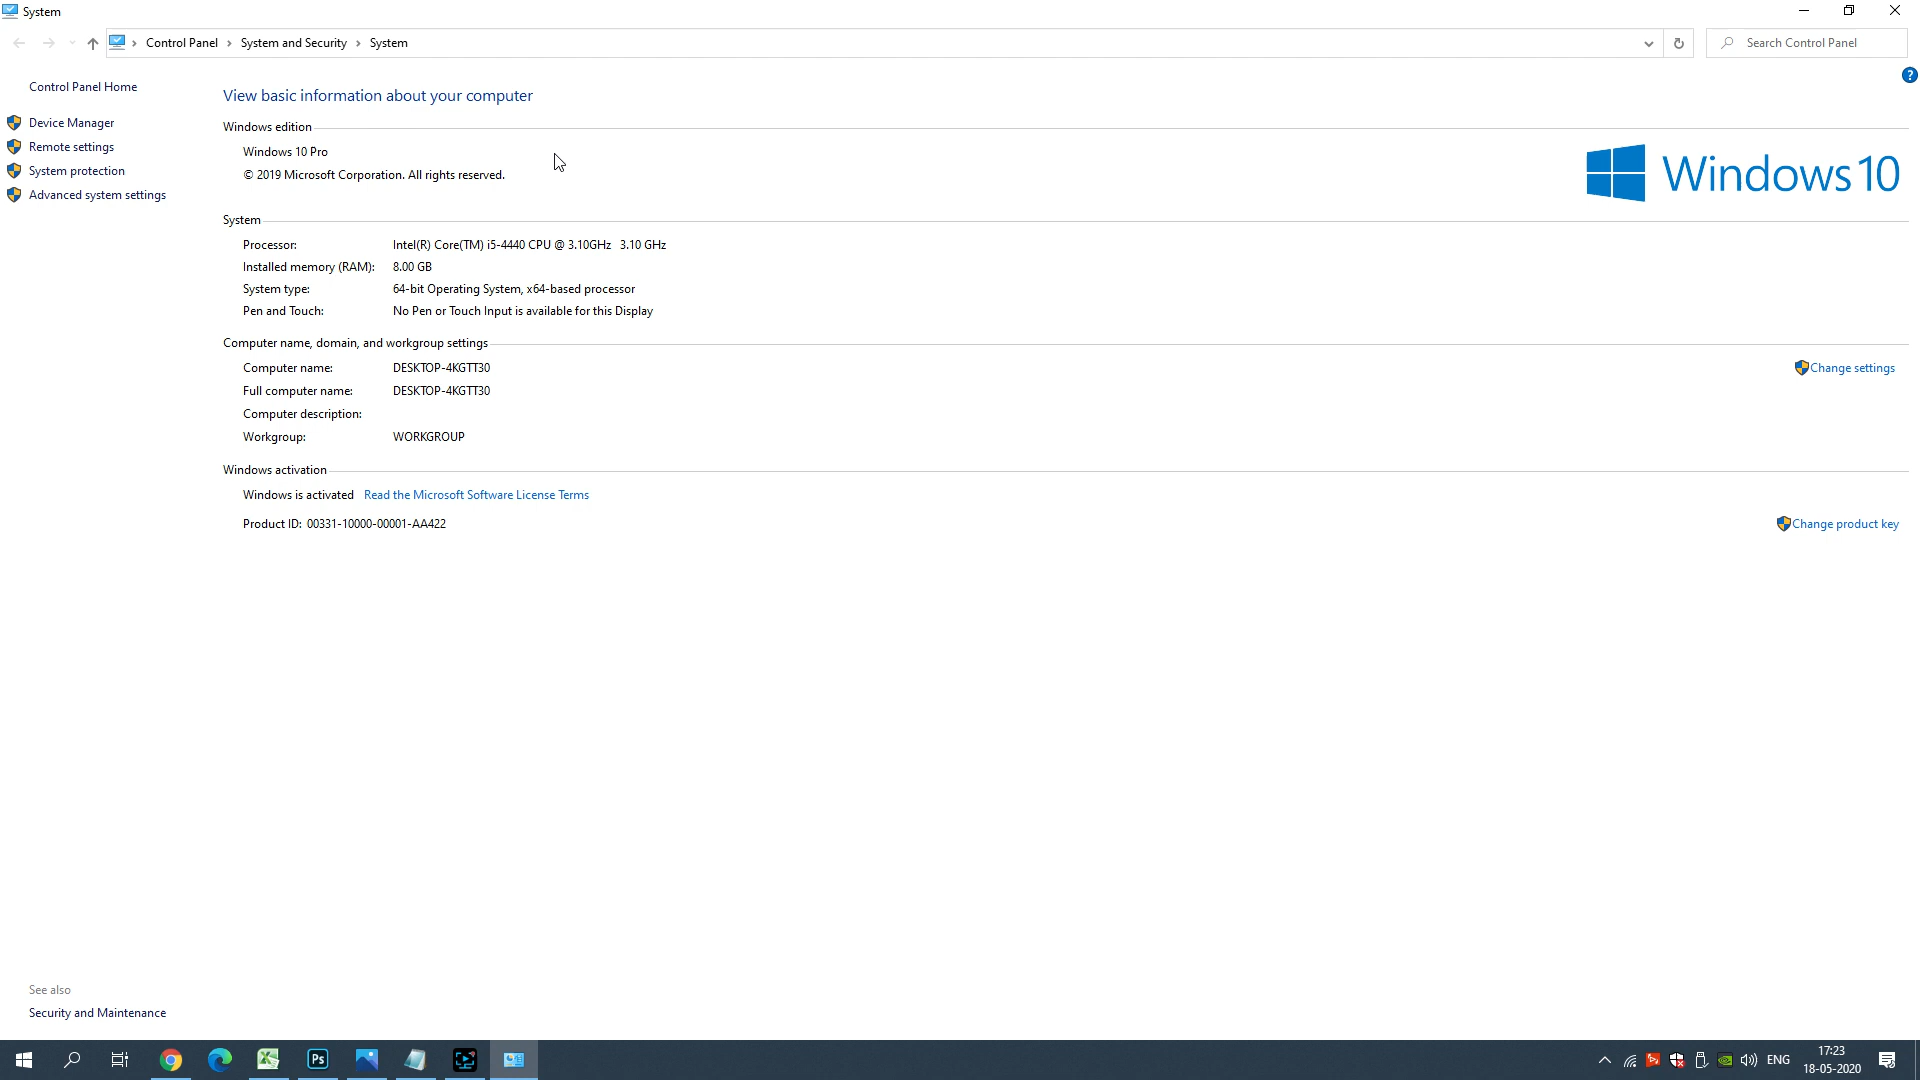 System
Control Panel > System and Security > System
Search Control Panel
?
Control Panel Home
Device Manager
Remote settings
System protection
Advanced system settings
View basic information about your computer
Windows edition
Windows 10 Pro
© 2019 Microsoft Corporation. All rights reserved.
Windows 10
System
Processor: Intel(R) Core(TM) i5-4440 CPU @ 3.10GHz 3.10 GHz
Installed memory (RAM): 8.00 GB
System type: 64-bit Operating System, x64-based processor
Pen and Touch: No Pen or Touch Input is available for this Display
Computer name, domain, and workgroup settings
Computer name: DESKTOP-4KGTT30
Change settings
Full computer name: DESKTOP-4KGTT30
Computer description:
Workgroup: WORKGROUP
Windows activation
Windows is activated Read the Microsoft Software License Terms
Product ID: 00331-10000-00001-AA422
Change product key
See also
Security and Maintenance
Ps
ENG
17:23
18-05-2020